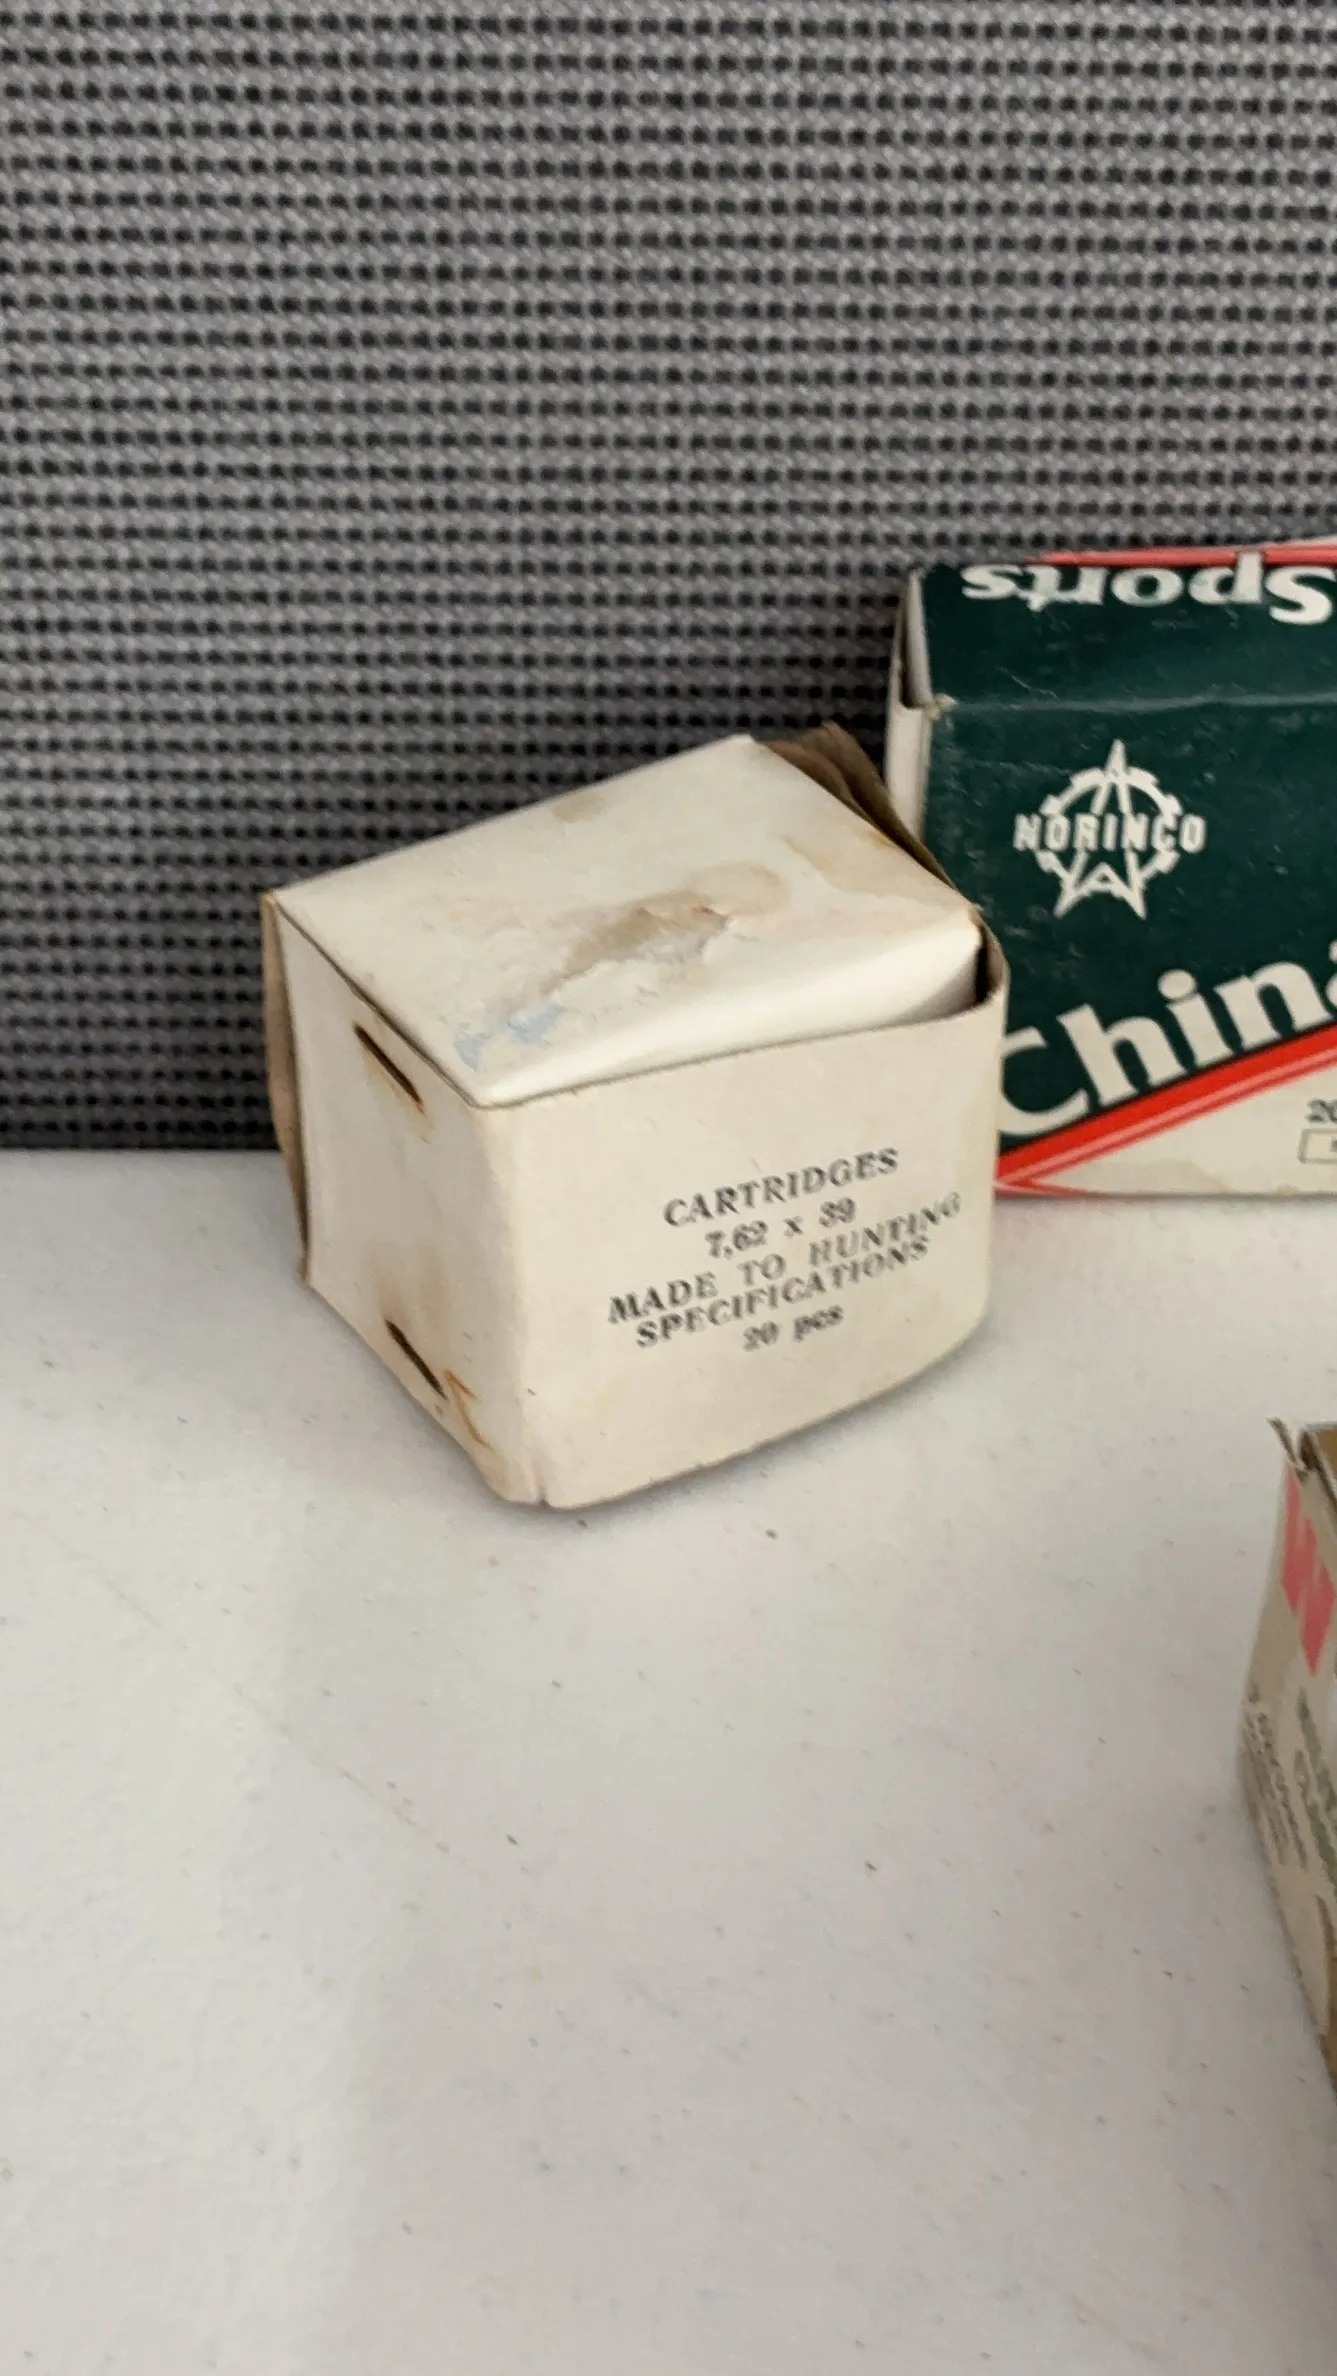 Sports
NORINCO
China
CARTRIDGES
7,62 x 39
MADE TO HUNTING
SPECIFICATIONS
20 pcs